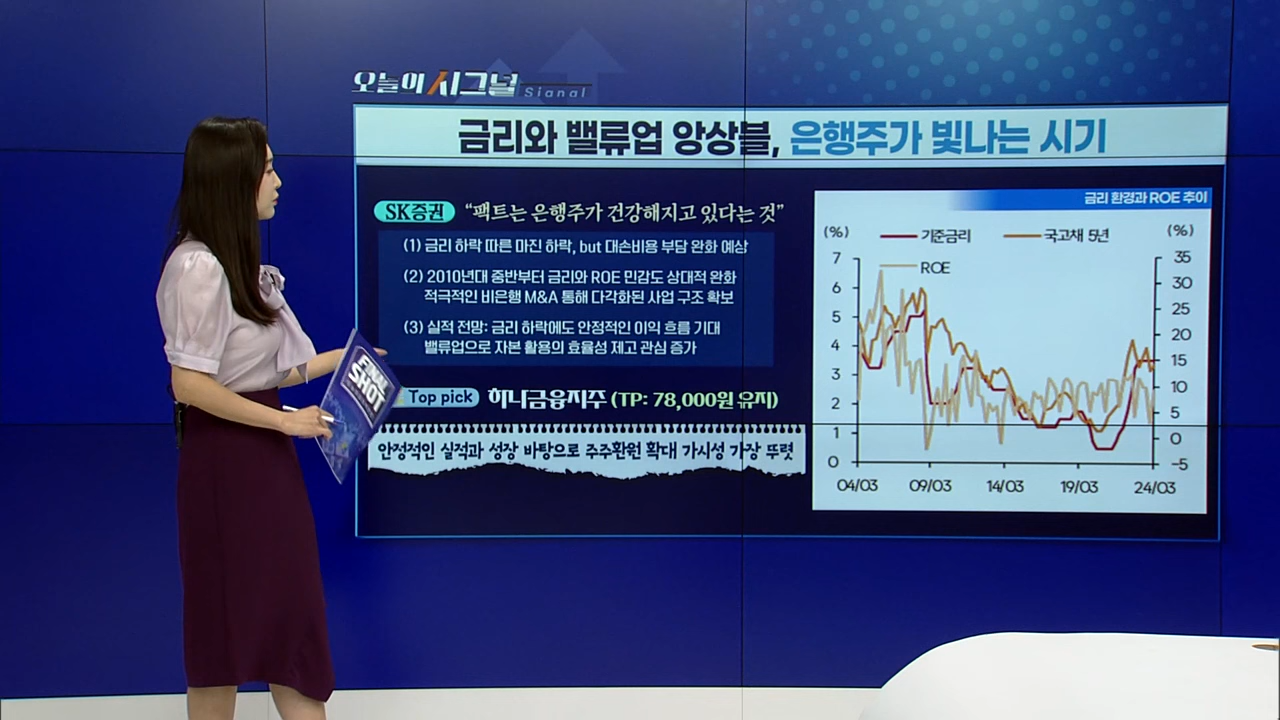 오늘의 시그널
Signal
금리와 밸류업 앙상블, 은행주가 빛나는 시기
SK증권 “팩트는 은행주가 건강해지고 있다는 것”
(1) 금리 하락 따른 마진 하락, but 대손비용 부담 완화 예상
(2) 2010년대 중반부터 금리와 ROE 민감도 상대적 완화
적극적인 비은행 M&A 통해 다각화된 사업 구조 확보
(3) 실적 전망: 금리 하락에도 안정적인 이익 흐름 기대
밸류업으로 자본 활용의 효율성 제고 관심 증가
Top pick 하나금융지주 (TP: 78,000원 유지)
안정적인 실적과 성장 바탕으로 주주환원 확대 가시성 가장 뚜렷
금리 환경과 ROE 추이
(%) 기준금리 국고채 5년 (%)
ROE
7 35
6 30
5 25
4 20
3 15
2 10
1 5
0 0
-5
04/03 09/03 14/03 19/03 24/03
FINAL
SHOT